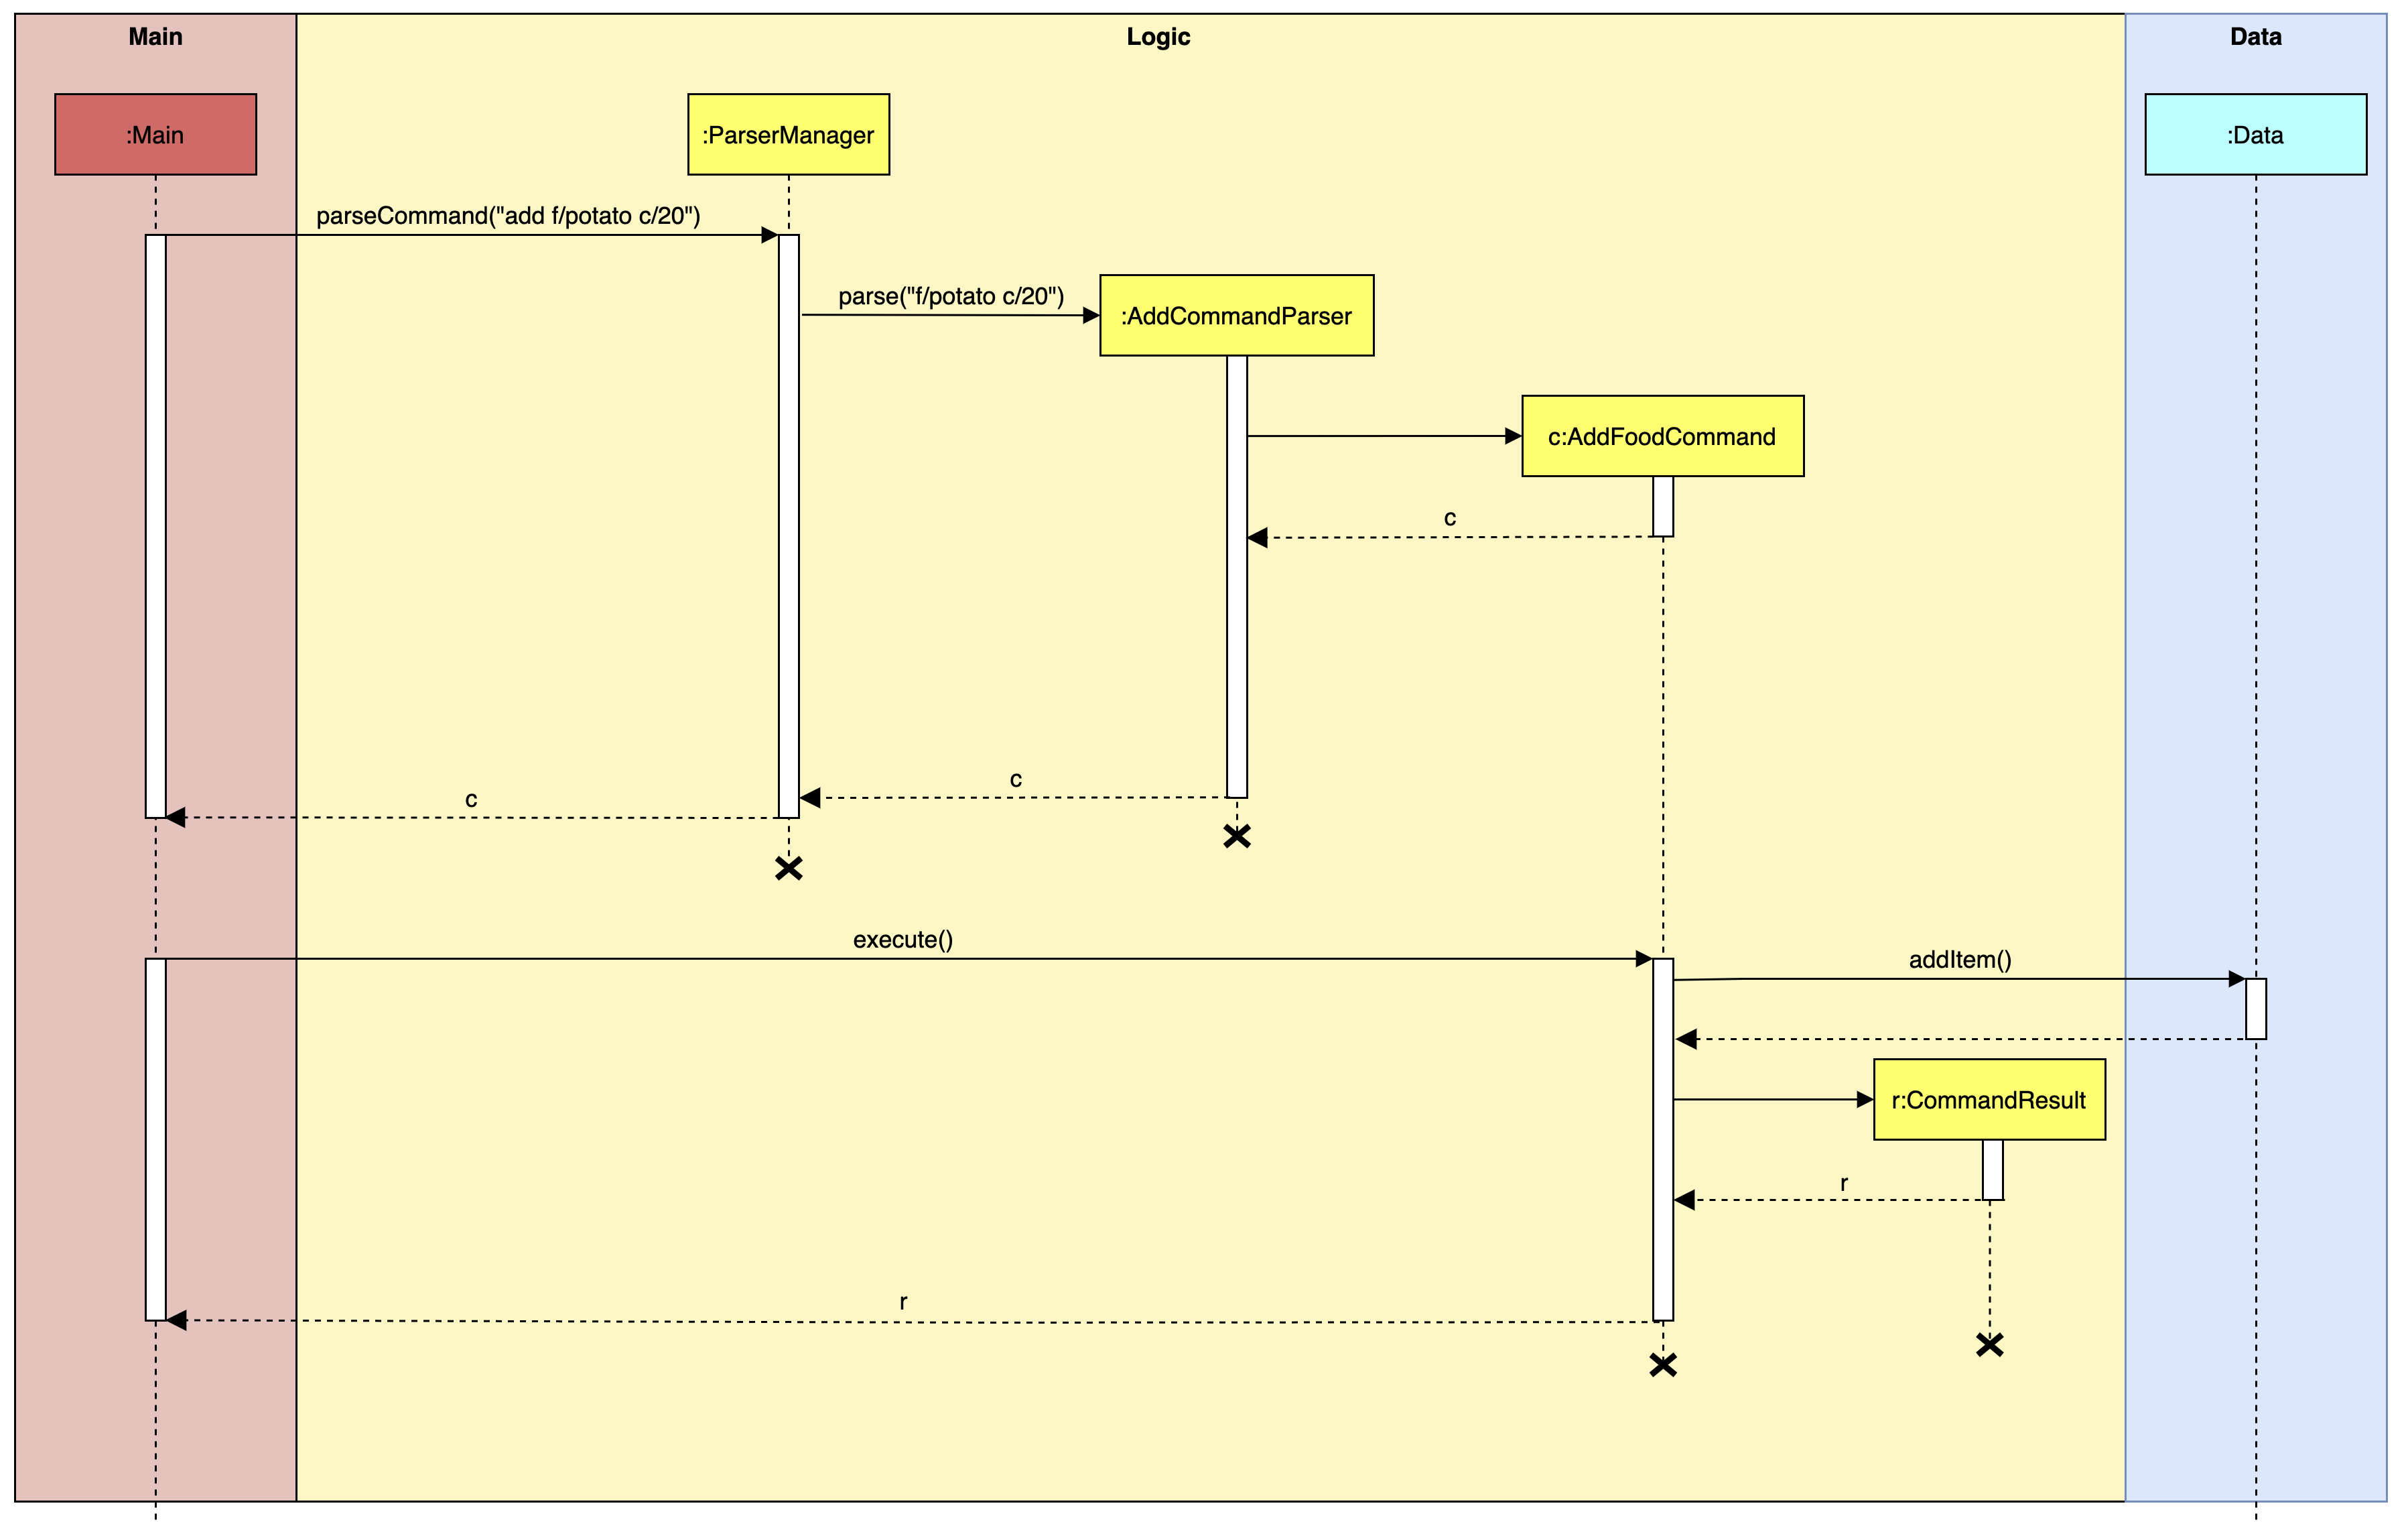 Main
Logic
Data
:Main
:ParserManager
:Data
parseCommand("add f/potato c/20")
parse("f/potato c/20")
:AddCommandParser
c:AddFoodCommand
c
c
c
execute()
addItem()
r:CommandResult
r
r